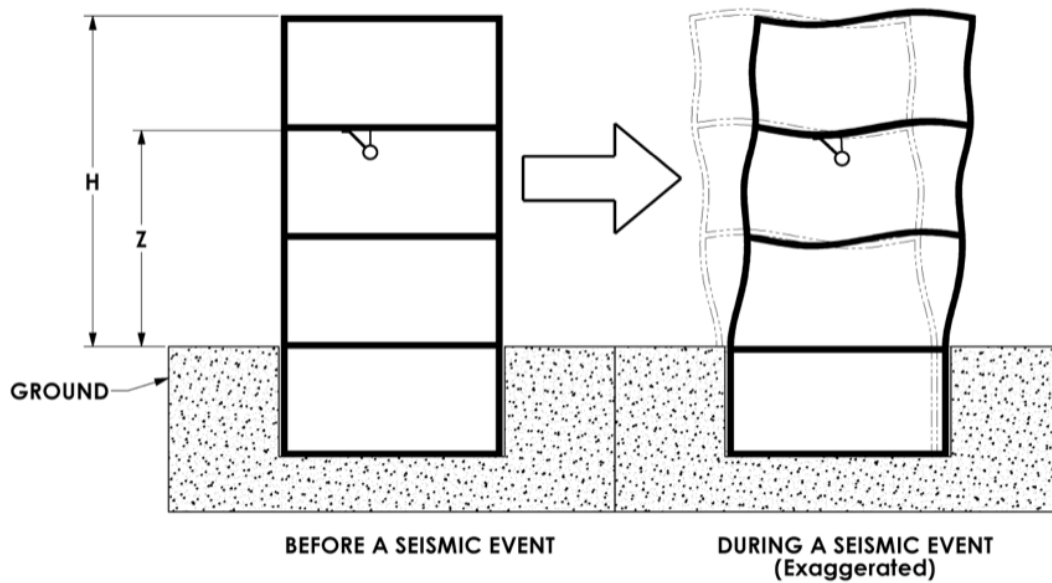 H
Z
GROUND
BEFORE A SEISMIC EVENT
DURING A SEISMIC EVENT
(Exaggerated)